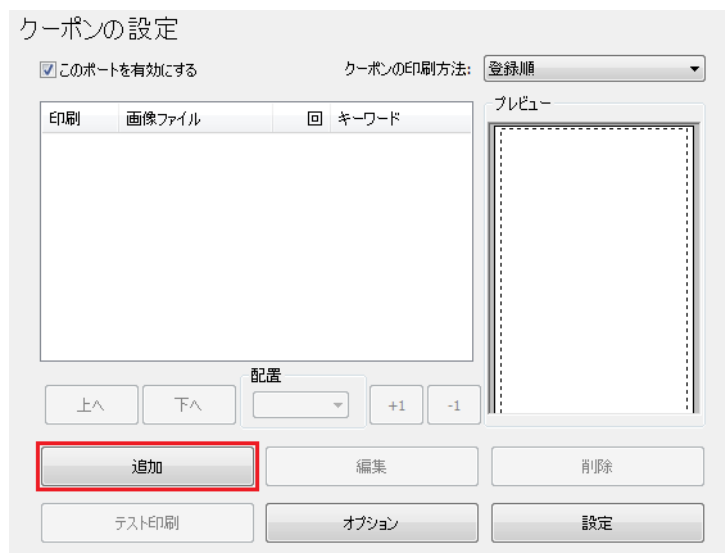 クーポンの設定
このポートを有効にする
クーポンの印刷方法: 登録順
印刷 画像ファイル 回 キーワード
プレビュー
配置
上へ 下へ +1 -1
追加 編集 削除
テスト印刷 オプション 設定